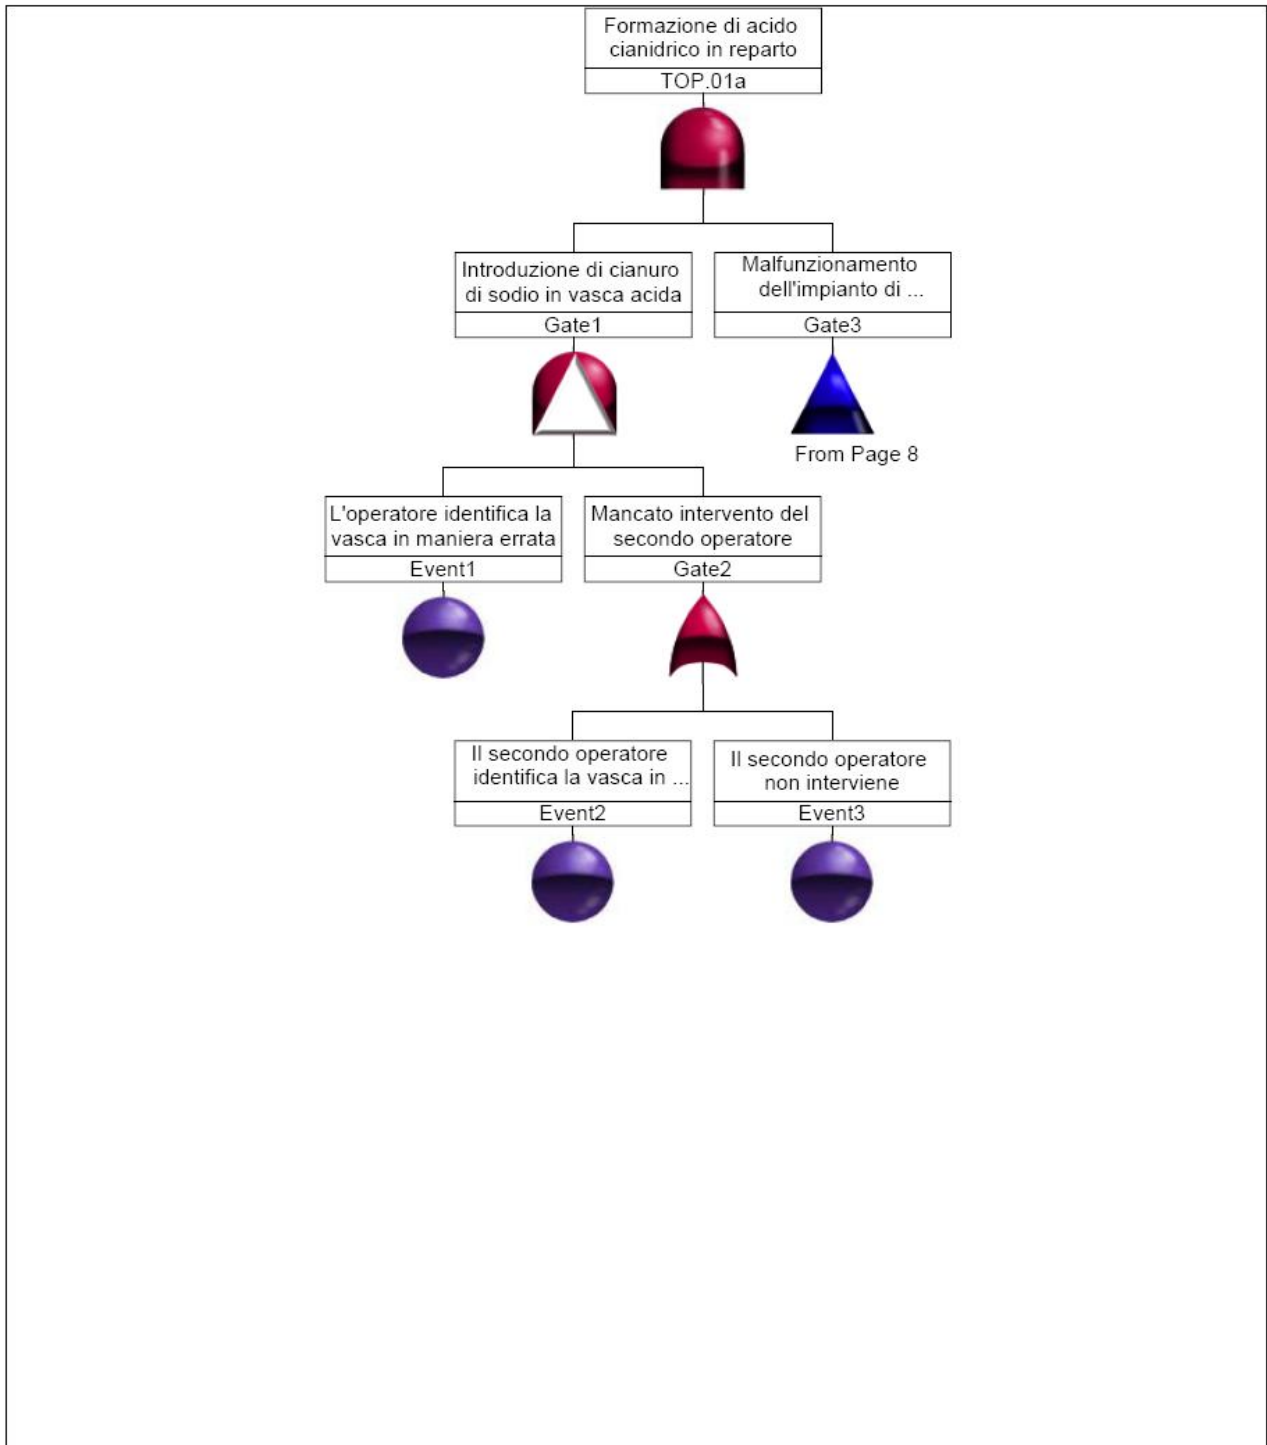 Formazione di acido
cianidrico in reparto
TOP.01a
Introduzione di cianuro
di sodio in vasca acida
Gate1
Malfunzionamento
dell'impianto di ...
Gate3
From Page 8
L'operatore identifica la
vasca in maniera errata
Event1
Mancato intervento del
secondo operatore
Gate2
Il secondo operatore
identifica la vasca in ...
Event2
Il secondo operatore
non interviene
Event3